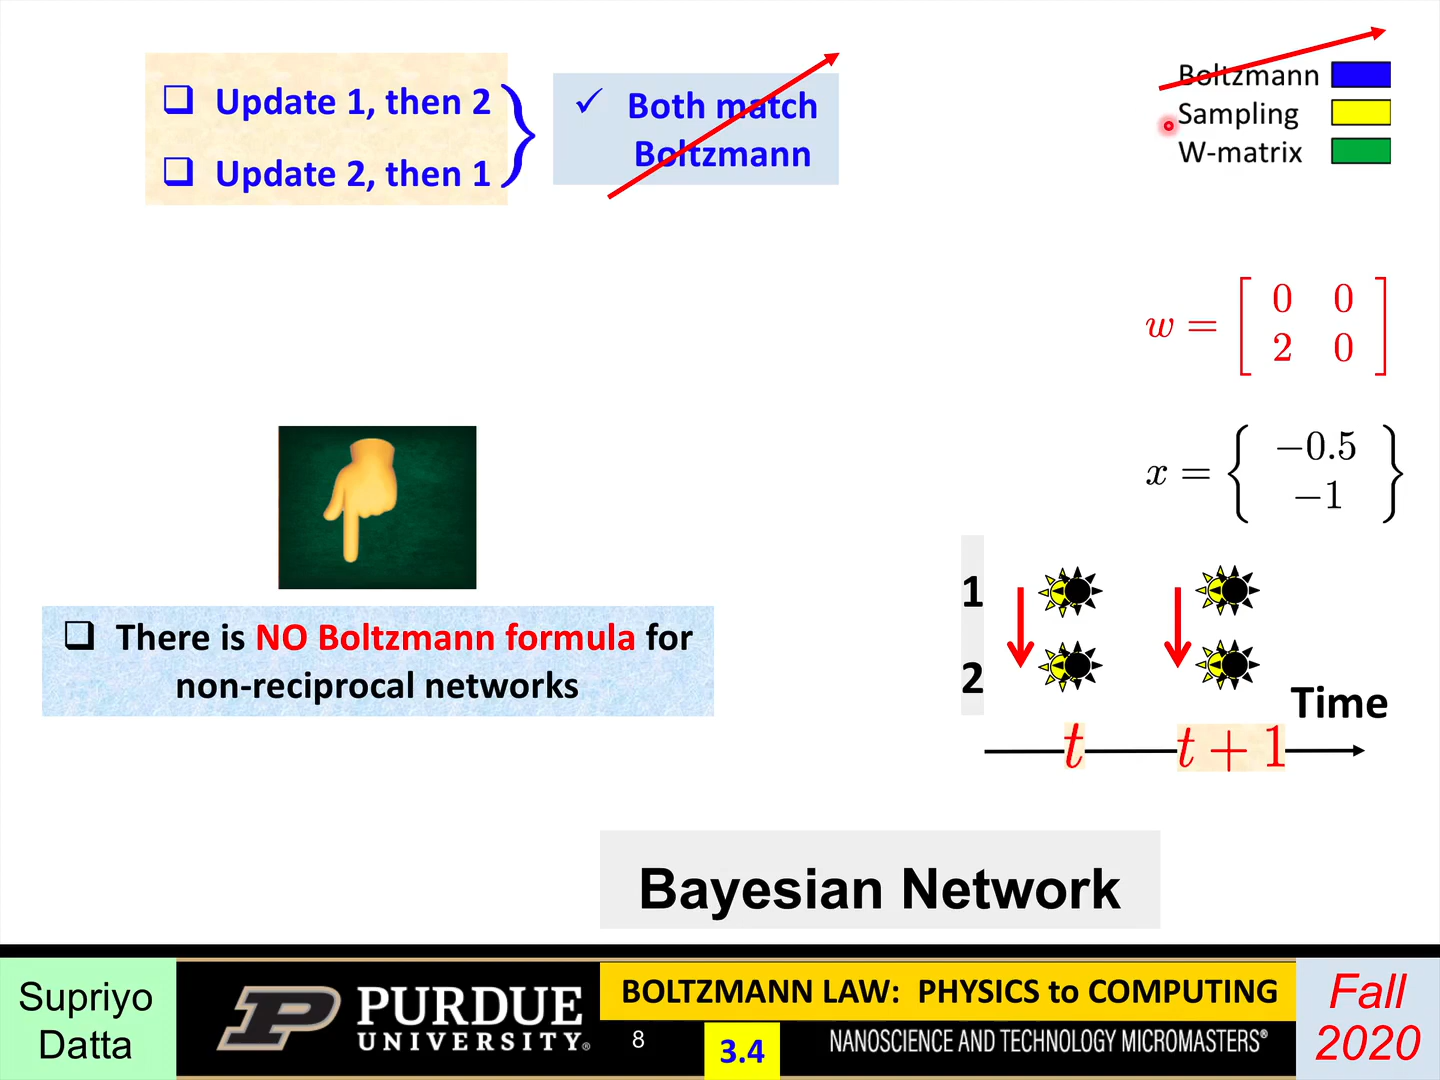 ❑ Update 1, then 2
❑ Update 2, then 1
✓ Both match
Boltzmann
Boltzmann
Sampling
W-matrix
w = [ 0 0
2 0 ]
x = { −0.5
−1 }
❑ There is NO Boltzmann formula for
non-reciprocal networks
1
2
Time
t
t + 1
Bayesian Network
Supriyo
Datta
PURDUE
UNIVERSITY®
BOLTZMANN LAW: PHYSICS to COMPUTING
8
3.4
NANOSCIENCE AND TECHNOLOGY MICROMASTERS®
Fall
2020